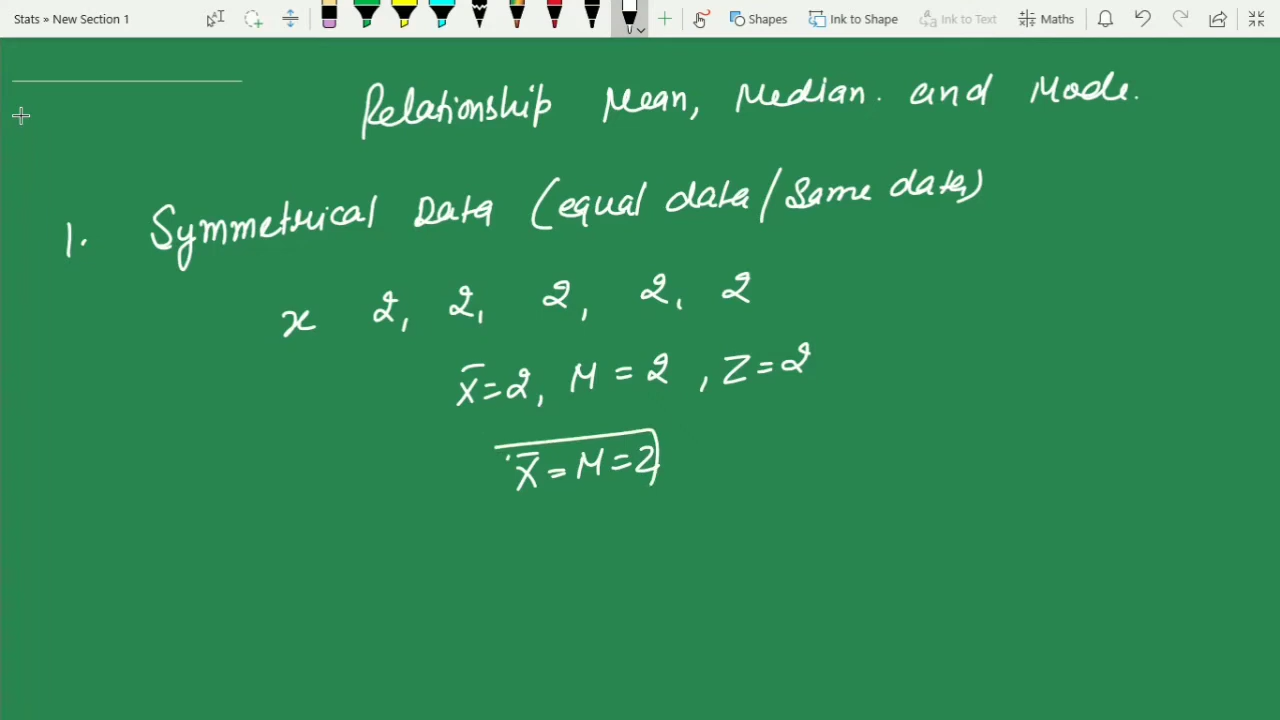 Stats » New Section 1
Shapes Ink to Shape Ink to Text Maths
Relationship Mean, Median. and Mode.
1. Symmetrical Data (equal data/Same data)
x 2, 2, 2, 2, 2
X̄=2, M = 2, Z=2
X̄=M=Z